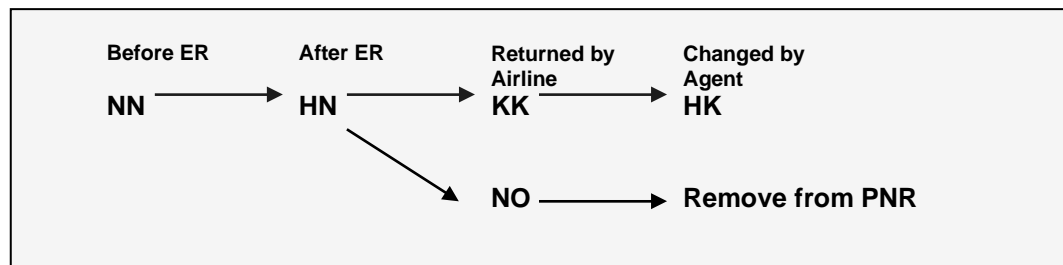 Before ER After ER Returned by Airline Changed by Agent
NN HN KK HK
NO Remove from PNR